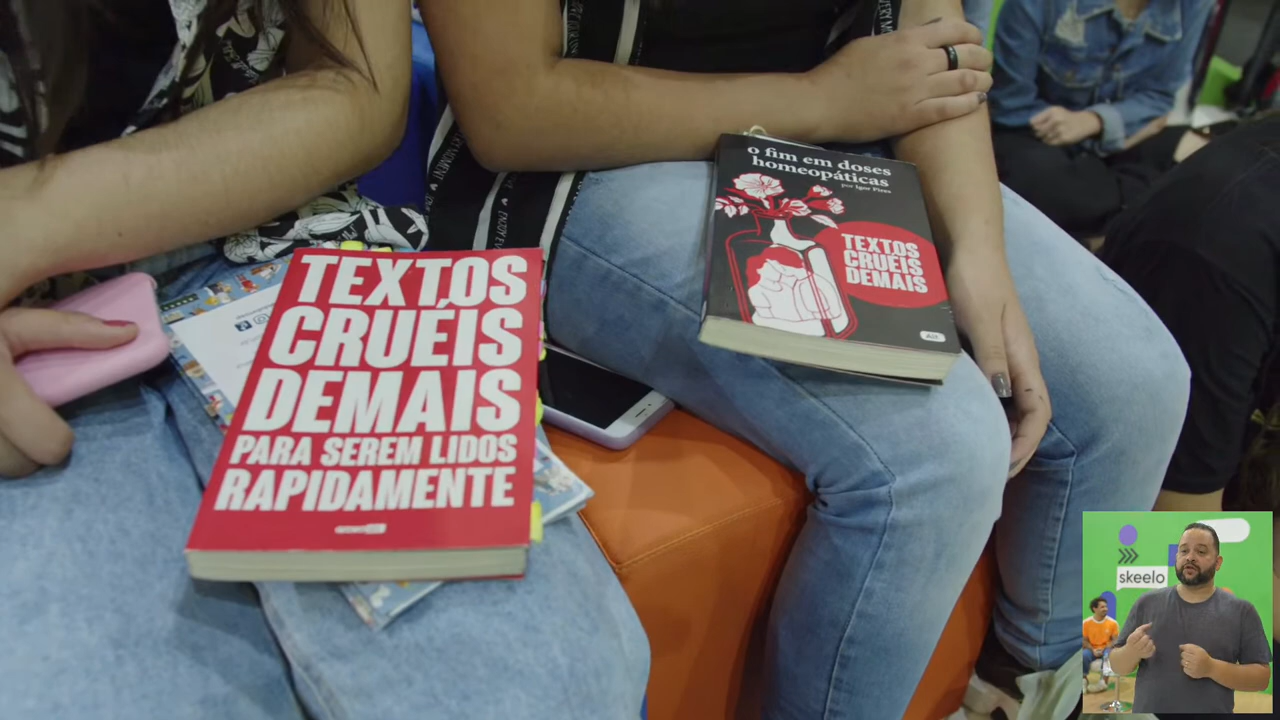 TEXTOS
CRUÉIS
DEMAIS
PARA SEREM LIDOS
RAPIDAMENTE
o fim em doses
homeopáticas
por Igor Pires
TEXTOS
CRUÉIS
DEMAIS
skeelo